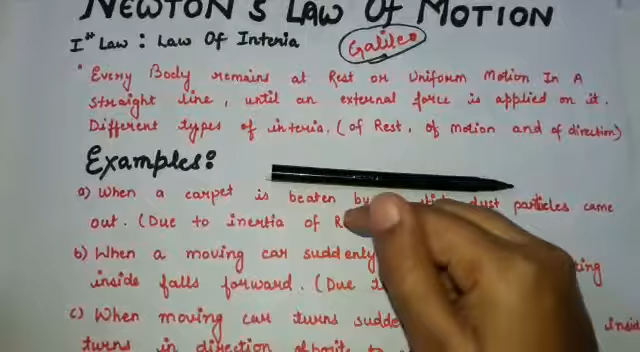 NEWTON'S LAW OF MOTION
Ist Law : Law Of Interia
Galileo
Every Body remains at Rest or Uniform Motion In A
straight line, until an external force is applied on it.
Different types of interia. (of Rest, of motion and of direction)
Examples:
a) When a carpet is beaten by dust particles came
out. (Due to inertia of
b) When a moving car suddenly
inside falls forward. (Due
c) When moving car turns insid
turns in direction